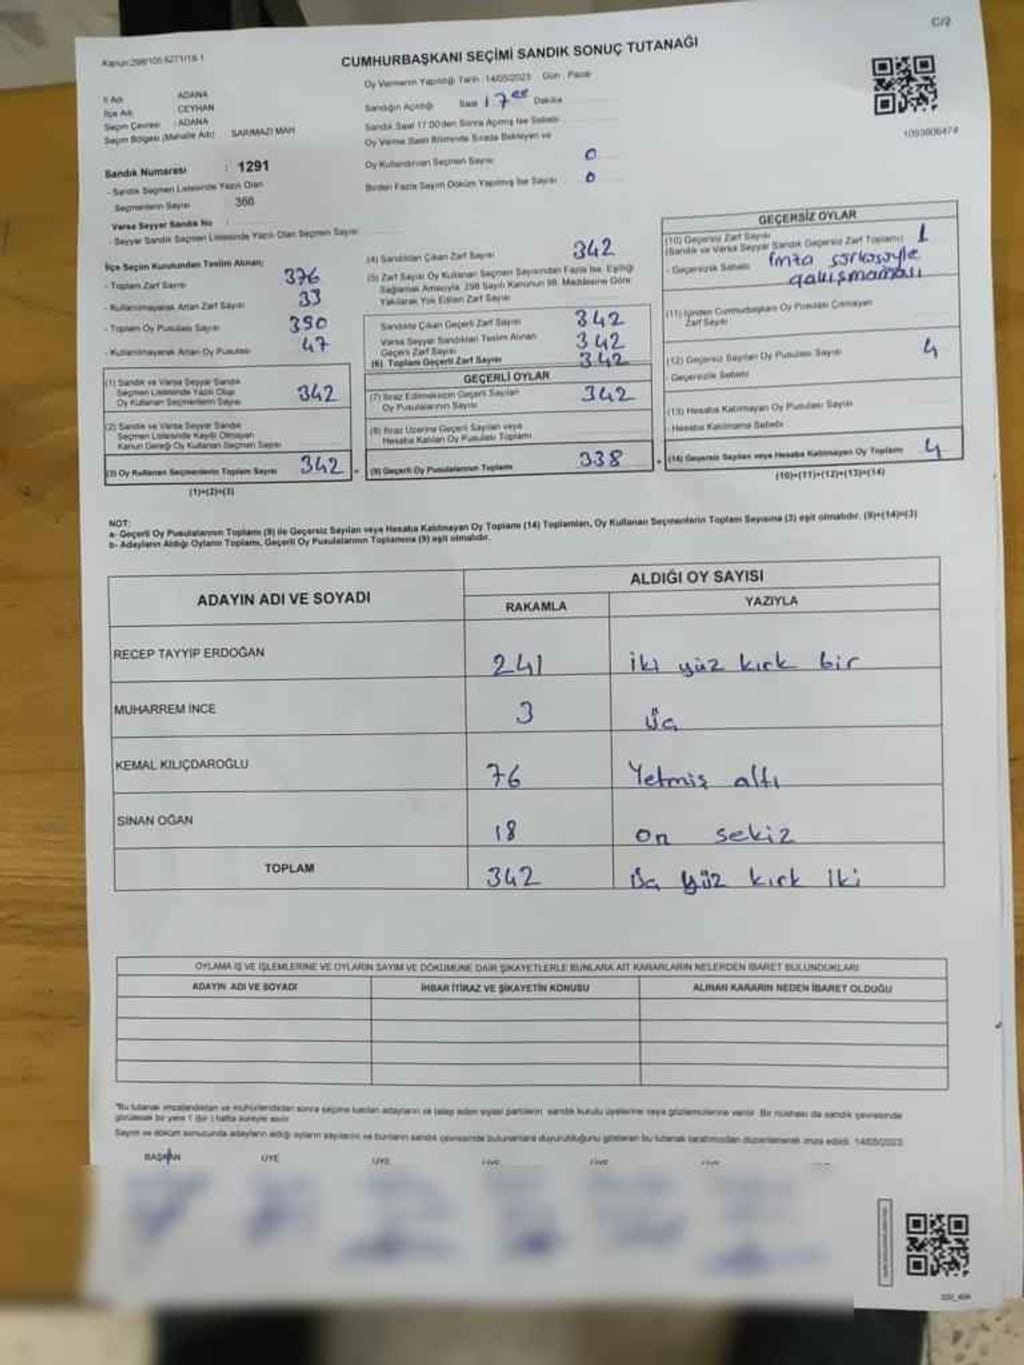 C/2
Kanun:298/105 6271/18-1
CUMHURBAŞKANI SEÇİMİ SANDIK SONUÇ TUTANAĞI
Oy Vermenin Yapıldığı Tarih : 14/05/2023 Gün : Pazar
İl Adı : ADANA
İlçe Adı : CEYHAN
Seçim Çevresi : ADANA
Seçim Bölgesi (Mahalle Adı) : SARIMAZI MAH
Sandığın Açıldığı Saat 17 00 Dakika
Sandık Saat 17.00'den Sonra Açılmış İse Sebebi
Oy Verme Saati Bitiminde Sırada Bekleyen ve
Oy Kullandırılan Seçmen Sayısı 0
Birden Fazla Sayım Döküm Yapılmış İse Sayısı 0
1093606474
Sandık Numarası : 1291
- Sandık Seçmen Listesinde Yazılı Olan
Seçmenlerin Sayısı : 366
Varsa Seyyar Sandık No :
- Seyyar Sandık Seçmen Listesinde Yazılı Olan Seçmen Sayısı
İlçe Seçim Kurulundan Teslim Alınan;
- Toplam Zarf Sayısı 376
- Kullanılmayarak Artan Zarf Sayısı 33
- Toplam Oy Pusulası Sayısı 390
- Kullanılmayarak Artan Oy Pusulası 47
(1) Sandık ve Varsa Seyyar Sandık
Seçmen Listesinde Yazılı Olup
Oy Kullanan Seçmenlerin Sayısı 342
(2) Sandık ve Varsa Seyyar Sandık
Seçmen Listesinde Kayıtlı Olmayan
Kanun Gereği Oy Kullanan Seçmen Sayısı
(3) Oy Kullanan Seçmenlerin Toplam Sayısı 342
(1)+(2)=(3)
(4) Sandıktan Çıkan Zarf Sayısı 342
(5) Zarf Sayısı Oy Kullanan Seçmen Sayısından Fazla İse, Eşitliği
Sağlamak Amacıyla, 298 Sayılı Kanunun 98. Maddesine Göre
Yakılarak Yok Edilen Zarf Sayısı
Sandıkta Çıkan Geçerli Zarf Sayısı 342
Varsa Seyyar Sandıktan Teslim Alınan
Geçerli Zarf Sayısı 342
(6) Toplam Geçerli Zarf Sayısı 342
GEÇERLİ OYLAR
(7) İtiraz Edilmeksizin Geçerli Sayılan
Oy Pusulalarının Sayısı 342
(8) İtiraz Üzerine Geçerli Sayılan veya
Hesaba Katılan Oy Pusulası Toplamı
(9) Geçerli Oy Pusulalarının Toplamı 338
GEÇERSİZ OYLAR
(10) Geçersiz Zarf Sayısı
(Sandık ve Varsa Seyyar Sandık Geçersiz Zarf Toplamı) 1
- Geçersizlik Sebebi İmza sirküsüyle
çakışmaması
(11) İçinden Cumhurbaşkanı Oy Pusulası Çıkmayan
Zarf Sayısı
(12) Geçersiz Sayılan Oy Pusulası Sayısı 4
- Geçersizlik Sebebi
(13) Hesaba Katılmayan Oy Pusulası Sayısı
- Hesaba Katılmama Sebebi
(14) Geçersiz Sayılan veya Hesaba Katılmayan Oy Toplamı 4
(10)+(11)+(12)+(13)=(14)
NOT:
a- Geçerli Oy Pusulalarının Toplamı (9) ile Geçersiz Sayılan veya Hesaba Katılmayan Oy Toplamı (14) Toplamları, Oy Kullanan Seçmenlerin Toplam Sayısına (3) eşit olmalıdır. (9)+(14)=(3)
b- Adayların Aldığı Oyların Toplamı, Geçerli Oy Pusulalarının Toplamına (9) eşit olmalıdır.
ADAYIN ADI VE SOYADI
ALDIĞI OY SAYISI
RAKAMLA YAZIYLA
RECEP TAYYİP ERDOĞAN 241 iki yüz kırk bir
MUHARREM İNCE 3 üç
KEMAL KILIÇDAROĞLU 76 Yetmiş altı
SİNAN OĞAN 18 on sekiz
TOPLAM 342 Üç yüz kırk iki
OYLAMA İŞ VE İŞLEMLERİNE VE OYLARIN SAYIM VE DÖKÜMÜNE DAİR ŞİKAYETLERLE BUNLARA AİT KARARLARIN NELERDEN İBARET BULUNDUKLARI
ADAYIN ADI VE SOYADI İHBAR İTİRAZ VE ŞİKAYETİN KONUSU ALINAN KARARIN NEDEN İBARET OLDUĞU
*Bu tutanak imzalandıktan ve mühürlendikten sonra seçime katılan adayların ve talep eden siyasi partilerin sandık kurulu üyelerine veya gözlemcilerine verilir. Bir nüshası da sandık çevresinde
görülecek bir yere 1 (bir) hafta süreyle asılır.
Sayım ve döküm sonucunda adayların aldığı oyların sayılarını ve bunların sandık çevresinde bulunanlara duyurulduğunu gösteren bu tutanak tarafımızdan düzenlenerek imza edildi. 14/05/2023
BAŞKAN ÜYE ÜYE ÜYE ÜYE ÜYE